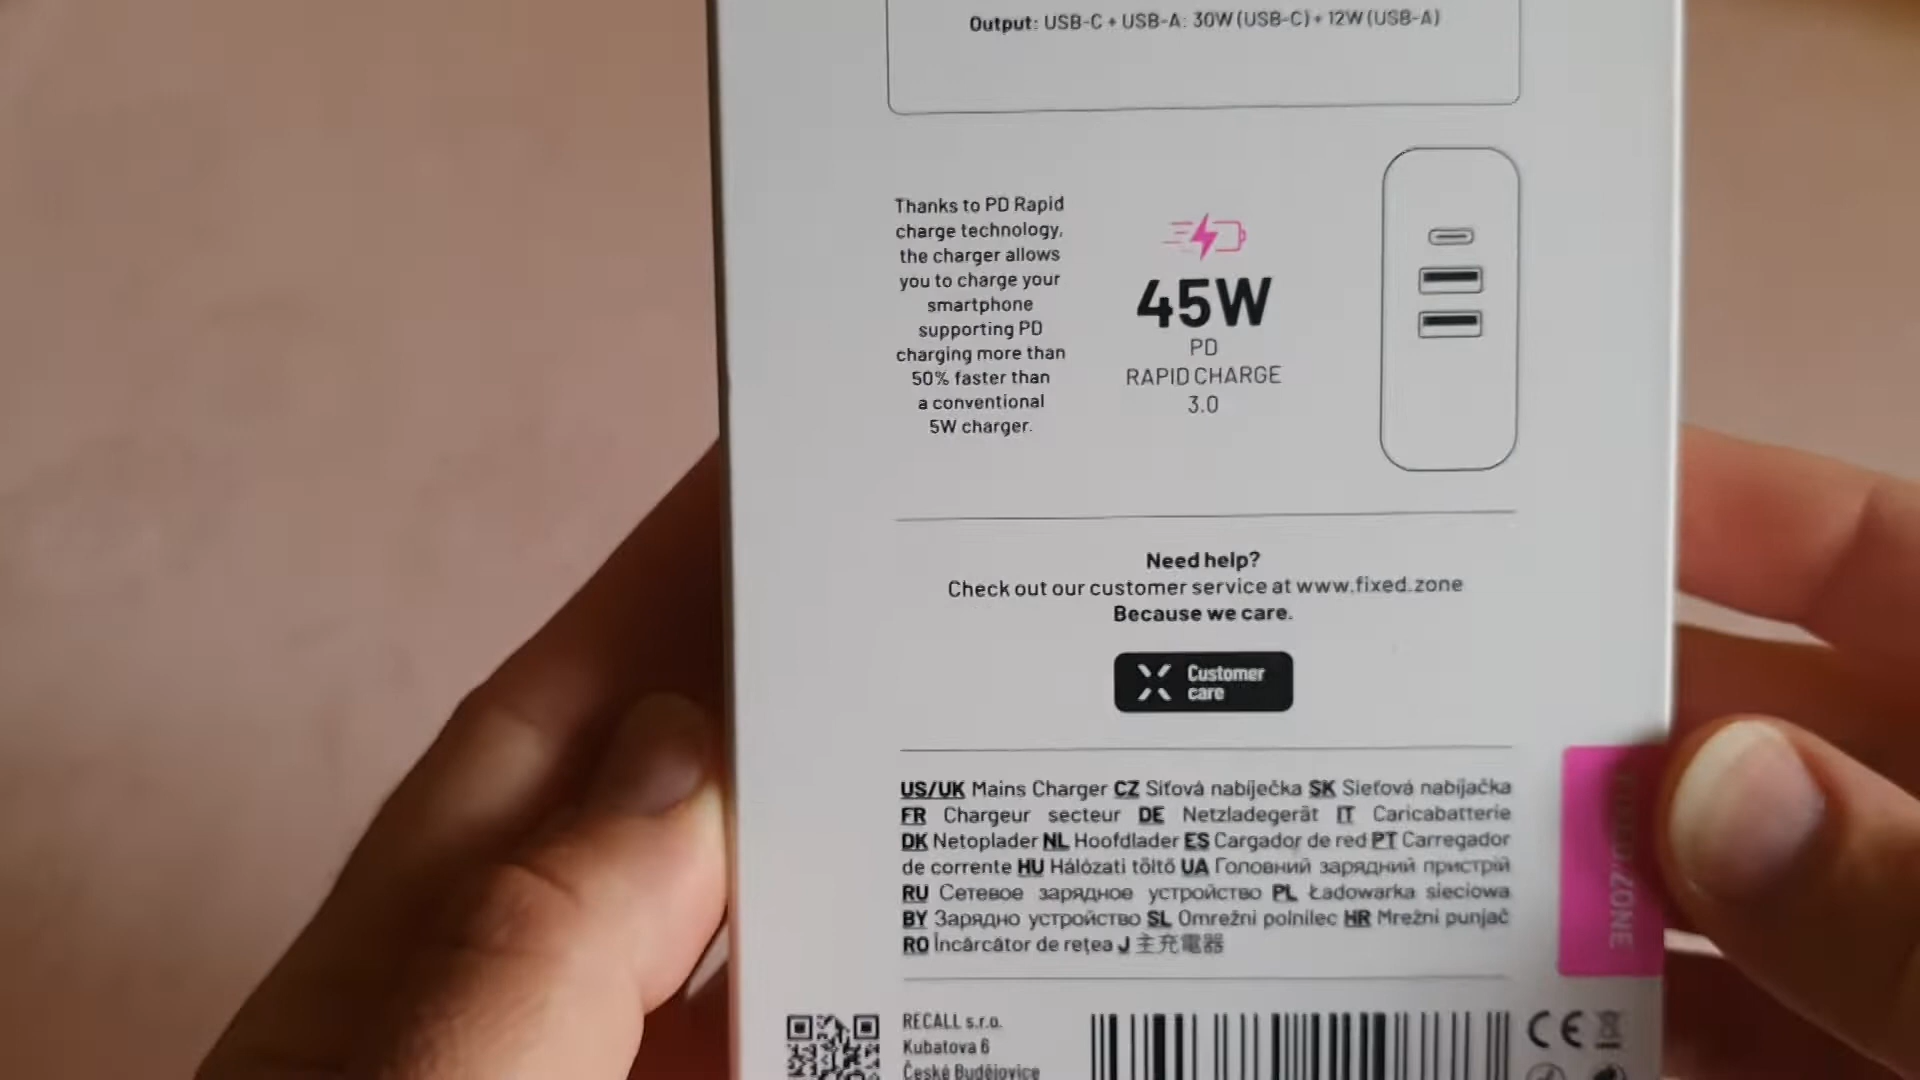 Output: USB-C + USB-A: 30W (USB-C) + 12W (USB-A)
Thanks to PD Rapid
charge technology,
the charger allows
you to charge your
smartphone
supporting PD
charging more than
50% faster than
a conventional
5W charger.
45W
PD
RAPID CHARGE
3.0
Need help?
Check out our customer service at www.fixed.zone
Because we care.
Customer
care
US/UK Mains Charger CZ Síťová nabíječka SK Sieťová nabíjačka
FR Chargeur secteur DE Netzladegerät IT Caricabatterie
DK Netoplader NL Hoofdlader ES Cargador de red PT Carregador
de corrente HU Hálózati töltő UA Головний зарядний пристрій
RU Сетевое зарядное устройство PL Ładowarka sieciowa
BY Зарядно устройство SL Omrežni polnilec HR Mrežni punjač
RO Încărcător de rețea J 主充電器
.ZONE
RECALL s.r.o.
Kubatova 6
České Budějovice
CE